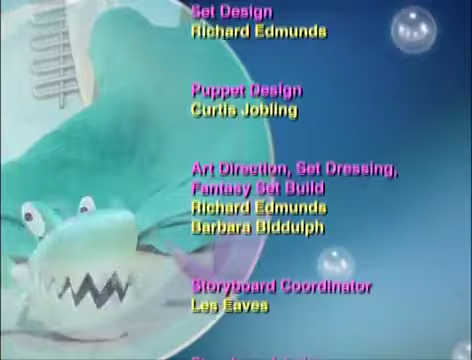 Set Design
Richard Edmunds
Puppet Design
Curtis Jobling
Art Direction, Set Dressing,
Fantasy Set Build
Richard Edmunds
Barbara Biddulph
Storyboard Coordinator
Les Eaves